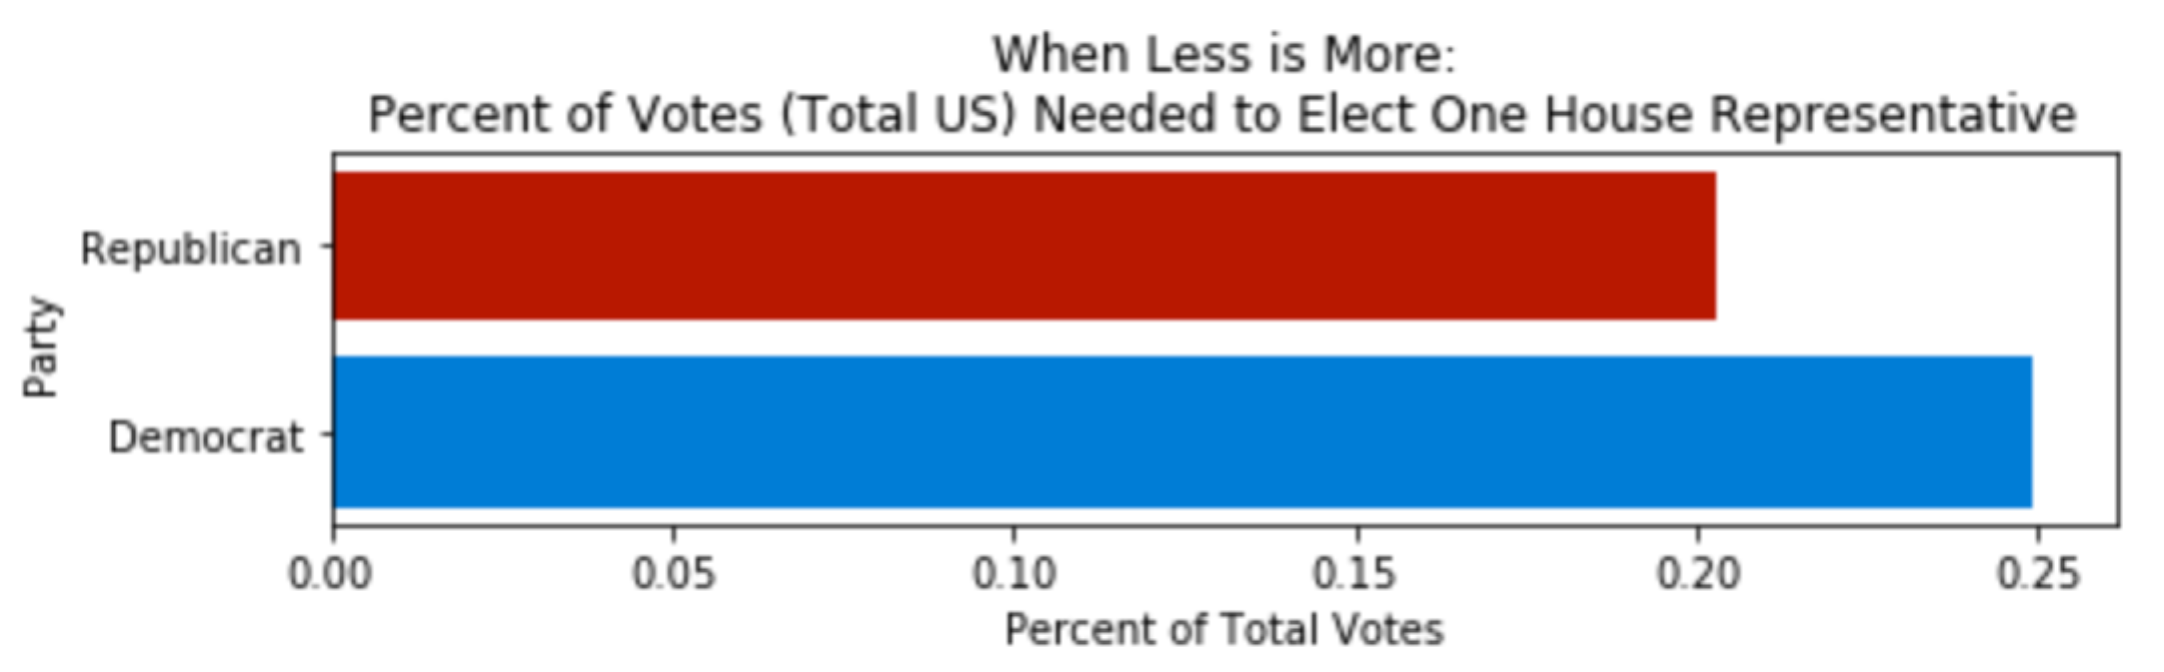 When Less is More:
Percent of Votes (Total US) Needed to Elect One House Representative
Republican
Party
Democrat
0.00 0.05 0.10 0.15 0.20 0.25
Percent of Total Votes